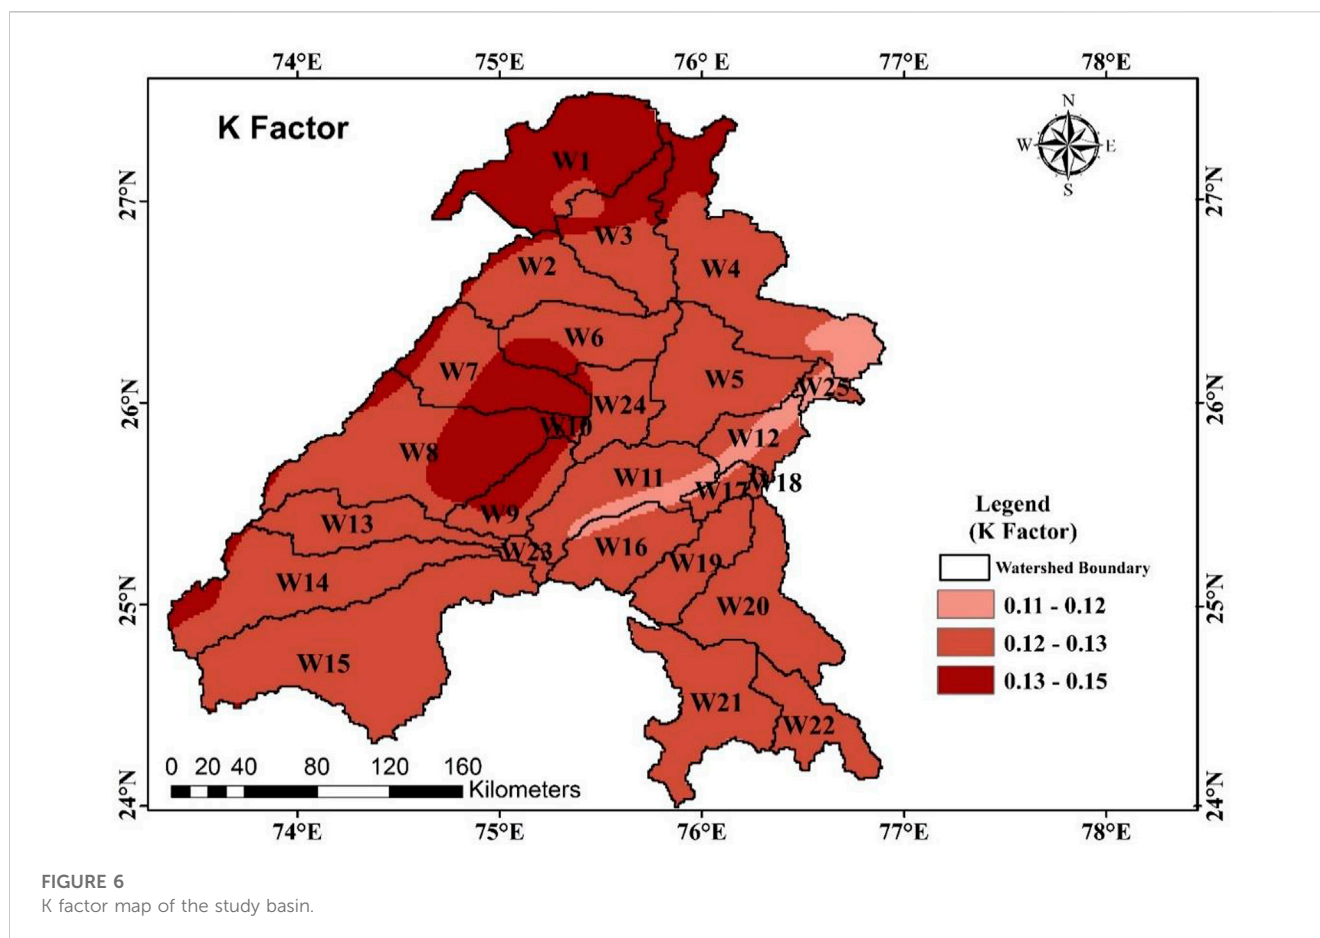 74°E 75°E 76°E 77°E 78°E
K Factor
N
W E
S
27°N 27°N
26°N 26°N
25°N 25°N
24°N 24°N
W1
W3
W2 W4
W6
W7 W5 W25
W24
W10
W8 W12
W11 W17 W18
W9
W13 W23 W16
W19
W14 W20
W15
W21
W22
Legend
(K Factor)
Watershed Boundary
0.11 - 0.12
0.12 - 0.13
0.13 - 0.15
0 20 40 80 120 160
Kilometers
74°E 75°E 76°E 77°E 78°E
FIGURE 6
K factor map of the study basin.